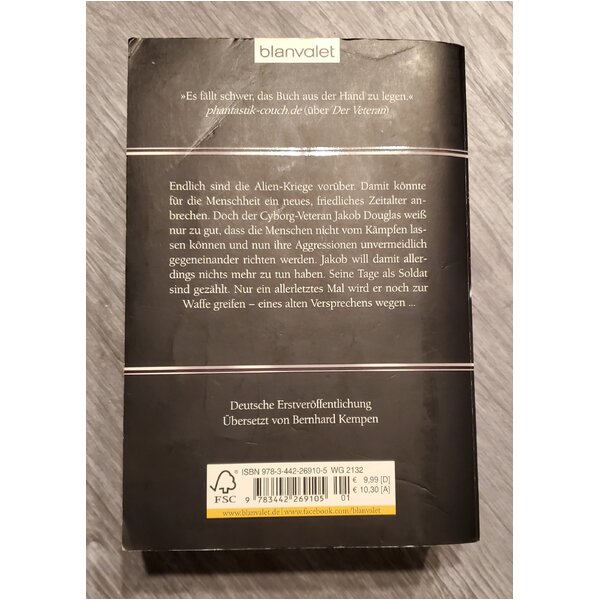 blanvalet
»Es fällt schwer, das Buch aus der Hand zu legen.«
phantastik-couch.de (über Der Veteran)
Endlich sind die Alien-Kriege vorüber. Damit könnte
für die Menschheit ein neues, friedliches Zeitalter an-
brechen. Doch der Cyborg-Veteran Jakob Douglas weiß
nur zu gut, dass die Menschen nicht vom Kämpfen las-
sen können und nun ihre Aggressionen unvermeidlich
gegeneinander richten werden. Jakob will damit aller-
dings nichts mehr zu tun haben. Seine Tage als Soldat
sind gezählt. Nur ein allerletztes Mal wird er noch zur
Waffe greifen – eines alten Versprechens wegen ...
Deutsche Erstveröffentlichung
Übersetzt von Bernhard Kempen
ISBN 978-3-442-26910-5 WG 2132
€ 9,99 [D]
€ 10,30 [A]
FSC
9 783442 269105 01
www.blanvalet.de | www.facebook.com/blanvalet